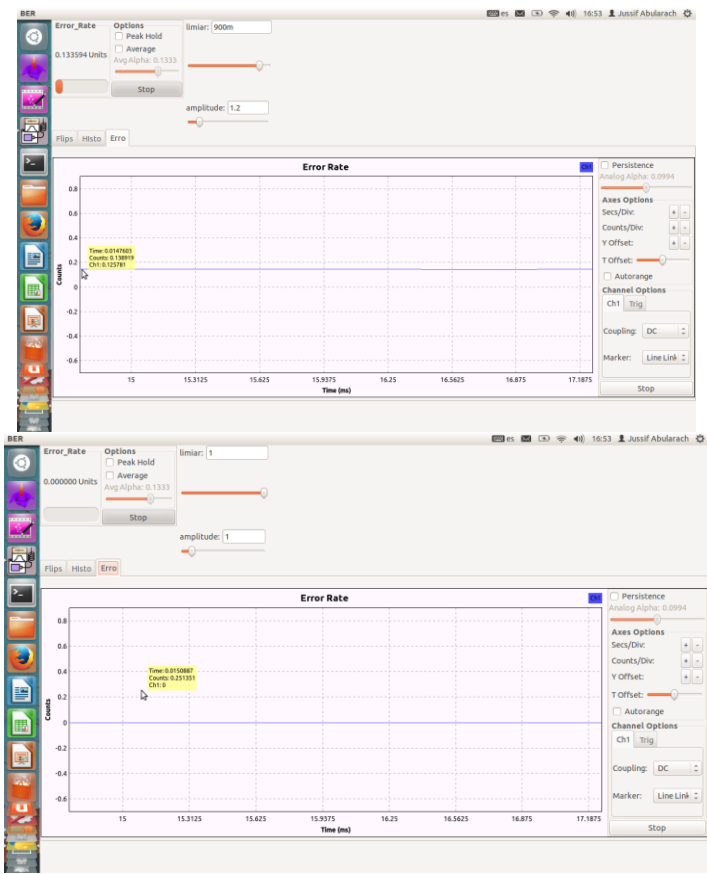 BER
es
16:53 Jussif Abularach
Error_Rate
0.133594 Units
Options
Peak Hold
Average
Avg Alpha: 0.1333
Stop
limiar: 900m
amplitude: 1.2
Flips HIsto Erro
Error Rate
Ch1
Counts
0.8
0.6
0.4
0.2
0
-0.2
-0.4
-0.6
Time:0.0147603
Counts: 0.138919
Ch1: 0.125781
15 15.3125 15.625 15.9375 16.25 16.5625 16.875 17.1875
Time (ms)
Persistence
Analog Alpha: 0.0994
Axes Options
Secs/Div: + -
Counts/Div: + -
Y Offset: + -
T Offset:
Autorange
Channel Options
Ch1 Trig
Coupling: DC
Marker: Line Link
Stop
BER
es
16:53 Jussif Abularach
Error_Rate
0.000000 Units
Options
Peak Hold
Average
Avg Alpha: 0.1333
Stop
limiar: 1
amplitude: 1
Flips HIsto Erro
Error Rate
Ch1
Counts
0.8
0.6
0.4
0.2
0
-0.2
-0.4
-0.6
Time:0.0150887
Counts: 0.251351
Ch1: 0
15 15.3125 15.625 15.9375 16.25 16.5625 16.875 17.1875
Time (ms)
Persistence
Analog Alpha: 0.0994
Axes Options
Secs/Div: + -
Counts/Div: + -
Y Offset: + -
T Offset:
Autorange
Channel Options
Ch1 Trig
Coupling: DC
Marker: Line Link
Stop